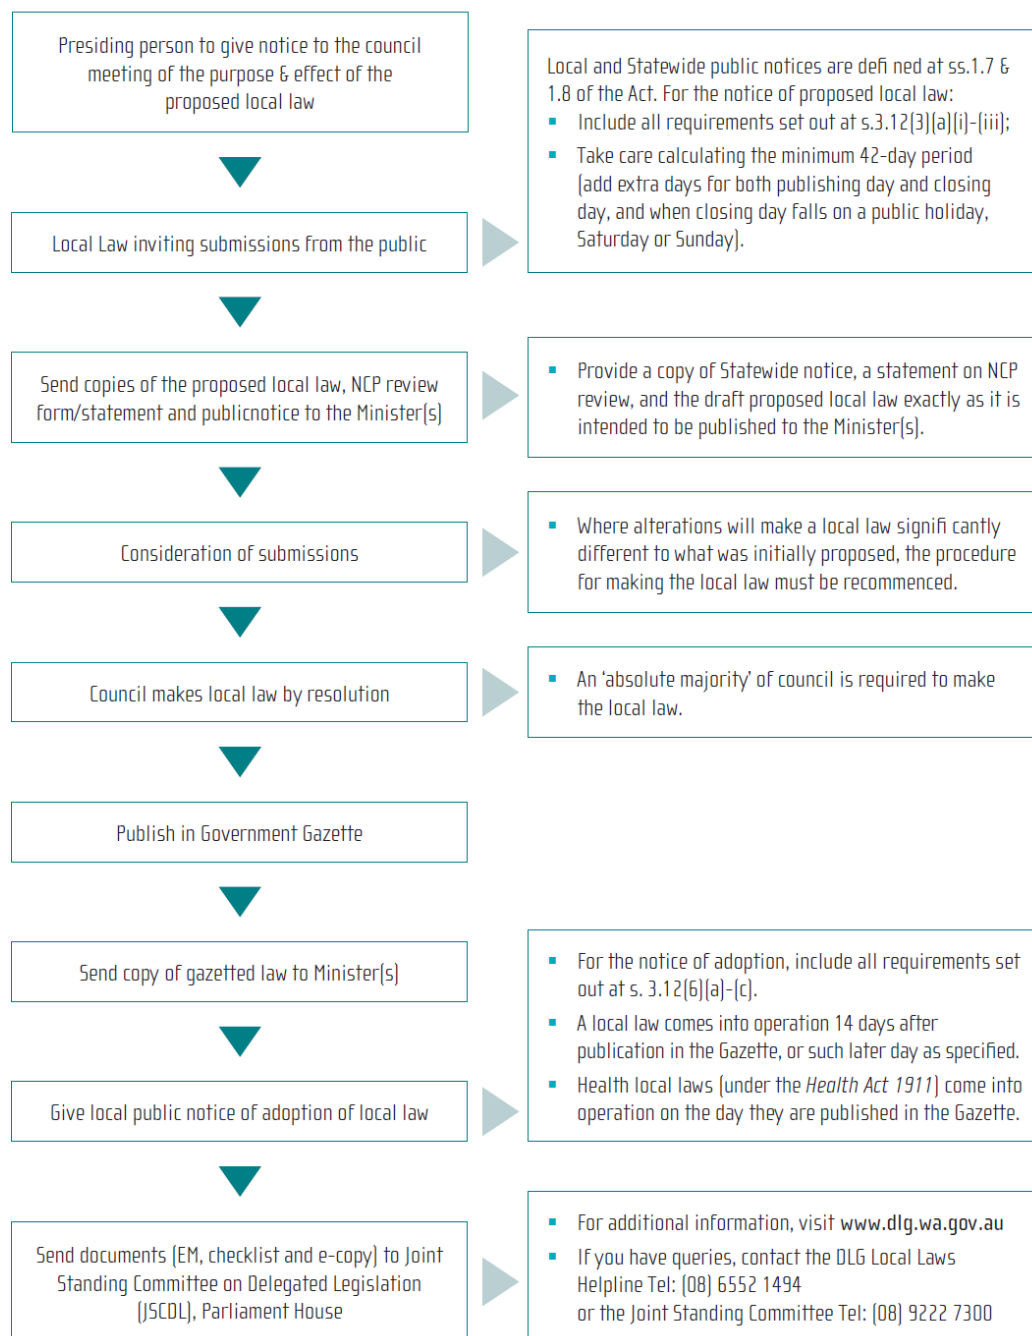 Presiding person to give notice to the council
meeting of the purpose & effect of the
proposed local law
Local and Statewide public notices are defi ned at ss.1.7 &
1.8 of the Act. For the notice of proposed local law:
▪ Include all requirements set out at s.3.12(3)(a)(i)-(iii);
▪ Take care calculating the minimum 42-day period
(add extra days for both publishing day and closing
day, and when closing day falls on a public holiday,
Saturday or Sunday).
Local Law inviting submissions from the public
Send copies of the proposed local law, NCP review
form/statement and publicnotice to the Minister(s)
▪ Provide a copy of Statewide notice, a statement on NCP
review, and the draft proposed local law exactly as it is
intended to be published to the Minister(s).
Consideration of submissions
▪ Where alterations will make a local law signifi cantly
different to what was initially proposed, the procedure
for making the local law must be recommenced.
Council makes local law by resolution
▪ An 'absolute majority' of council is required to make
the local law.
Publish in Government Gazette
Send copy of gazetted law to Minister(s)
Give local public notice of adoption of local law
▪ For the notice of adoption, include all requirements set
out at s. 3.12(6)(a)-(c).
▪ A local law comes into operation 14 days after
publication in the Gazette, or such later day as specified.
▪ Health local laws (under the Health Act 1911) come into
operation on the day they are published in the Gazette.
Send documents (EM, checklist and e-copy) to Joint
Standing Committee on Delegated Legislation
(JSCDL), Parliament House
▪ For additional information, visit www.dlg.wa.gov.au
▪ If you have queries, contact the DLG Local Laws
Helpline Tel: (08) 6552 1494
or the Joint Standing Committee Tel: (08) 9222 7300